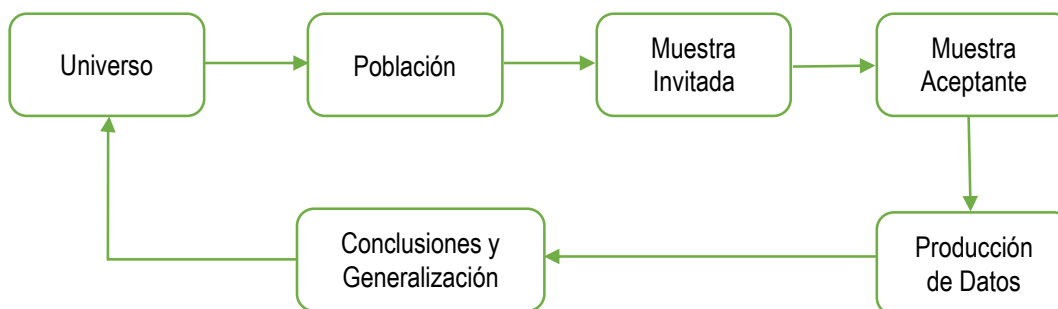 Universo
Población
Muestra
Invitada
Muestra
Aceptante
Conclusiones y
Generalización
Producción
de Datos